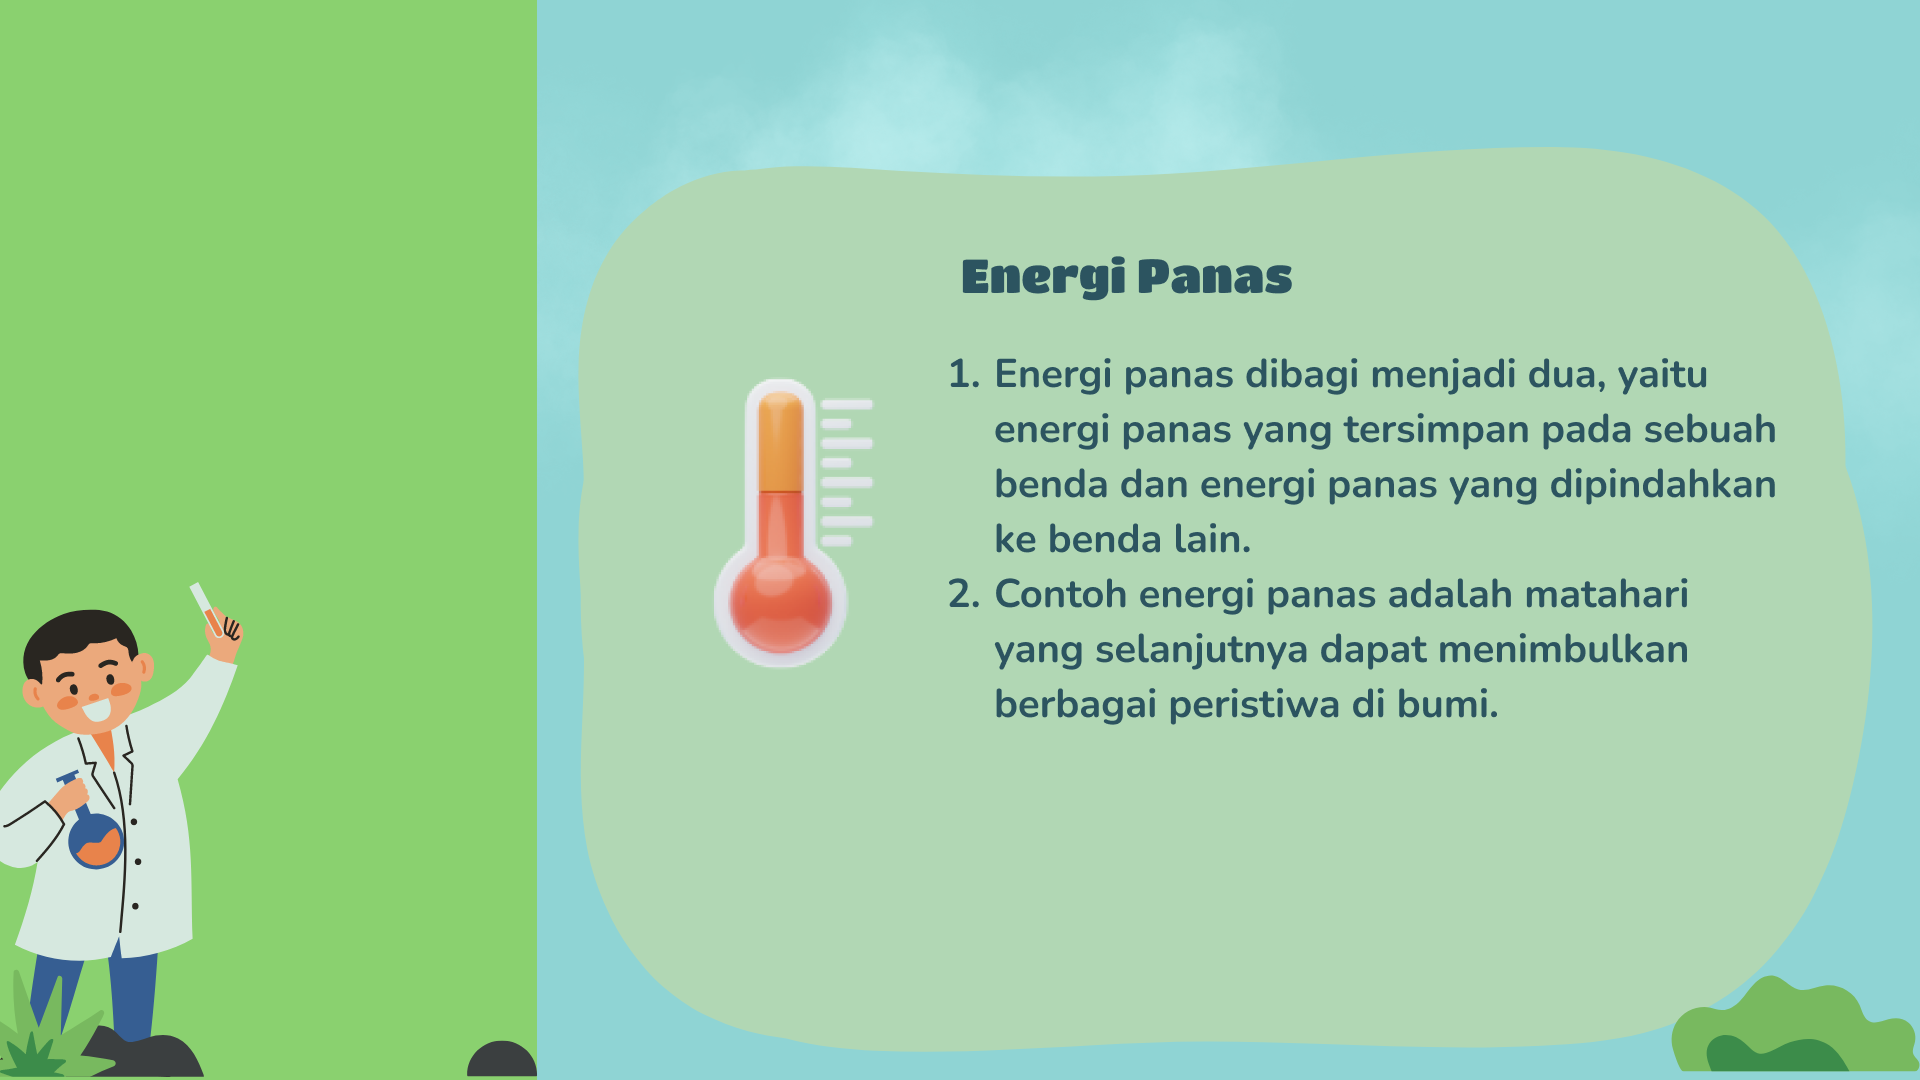 Energi Panas
1. Energi panas dibagi menjadi dua, yaitu
energi panas yang tersimpan pada sebuah
benda dan energi panas yang dipindahkan
ke benda lain.
2. Contoh energi panas adalah matahari
yang selanjutnya dapat menimbulkan
berbagai peristiwa di bumi.